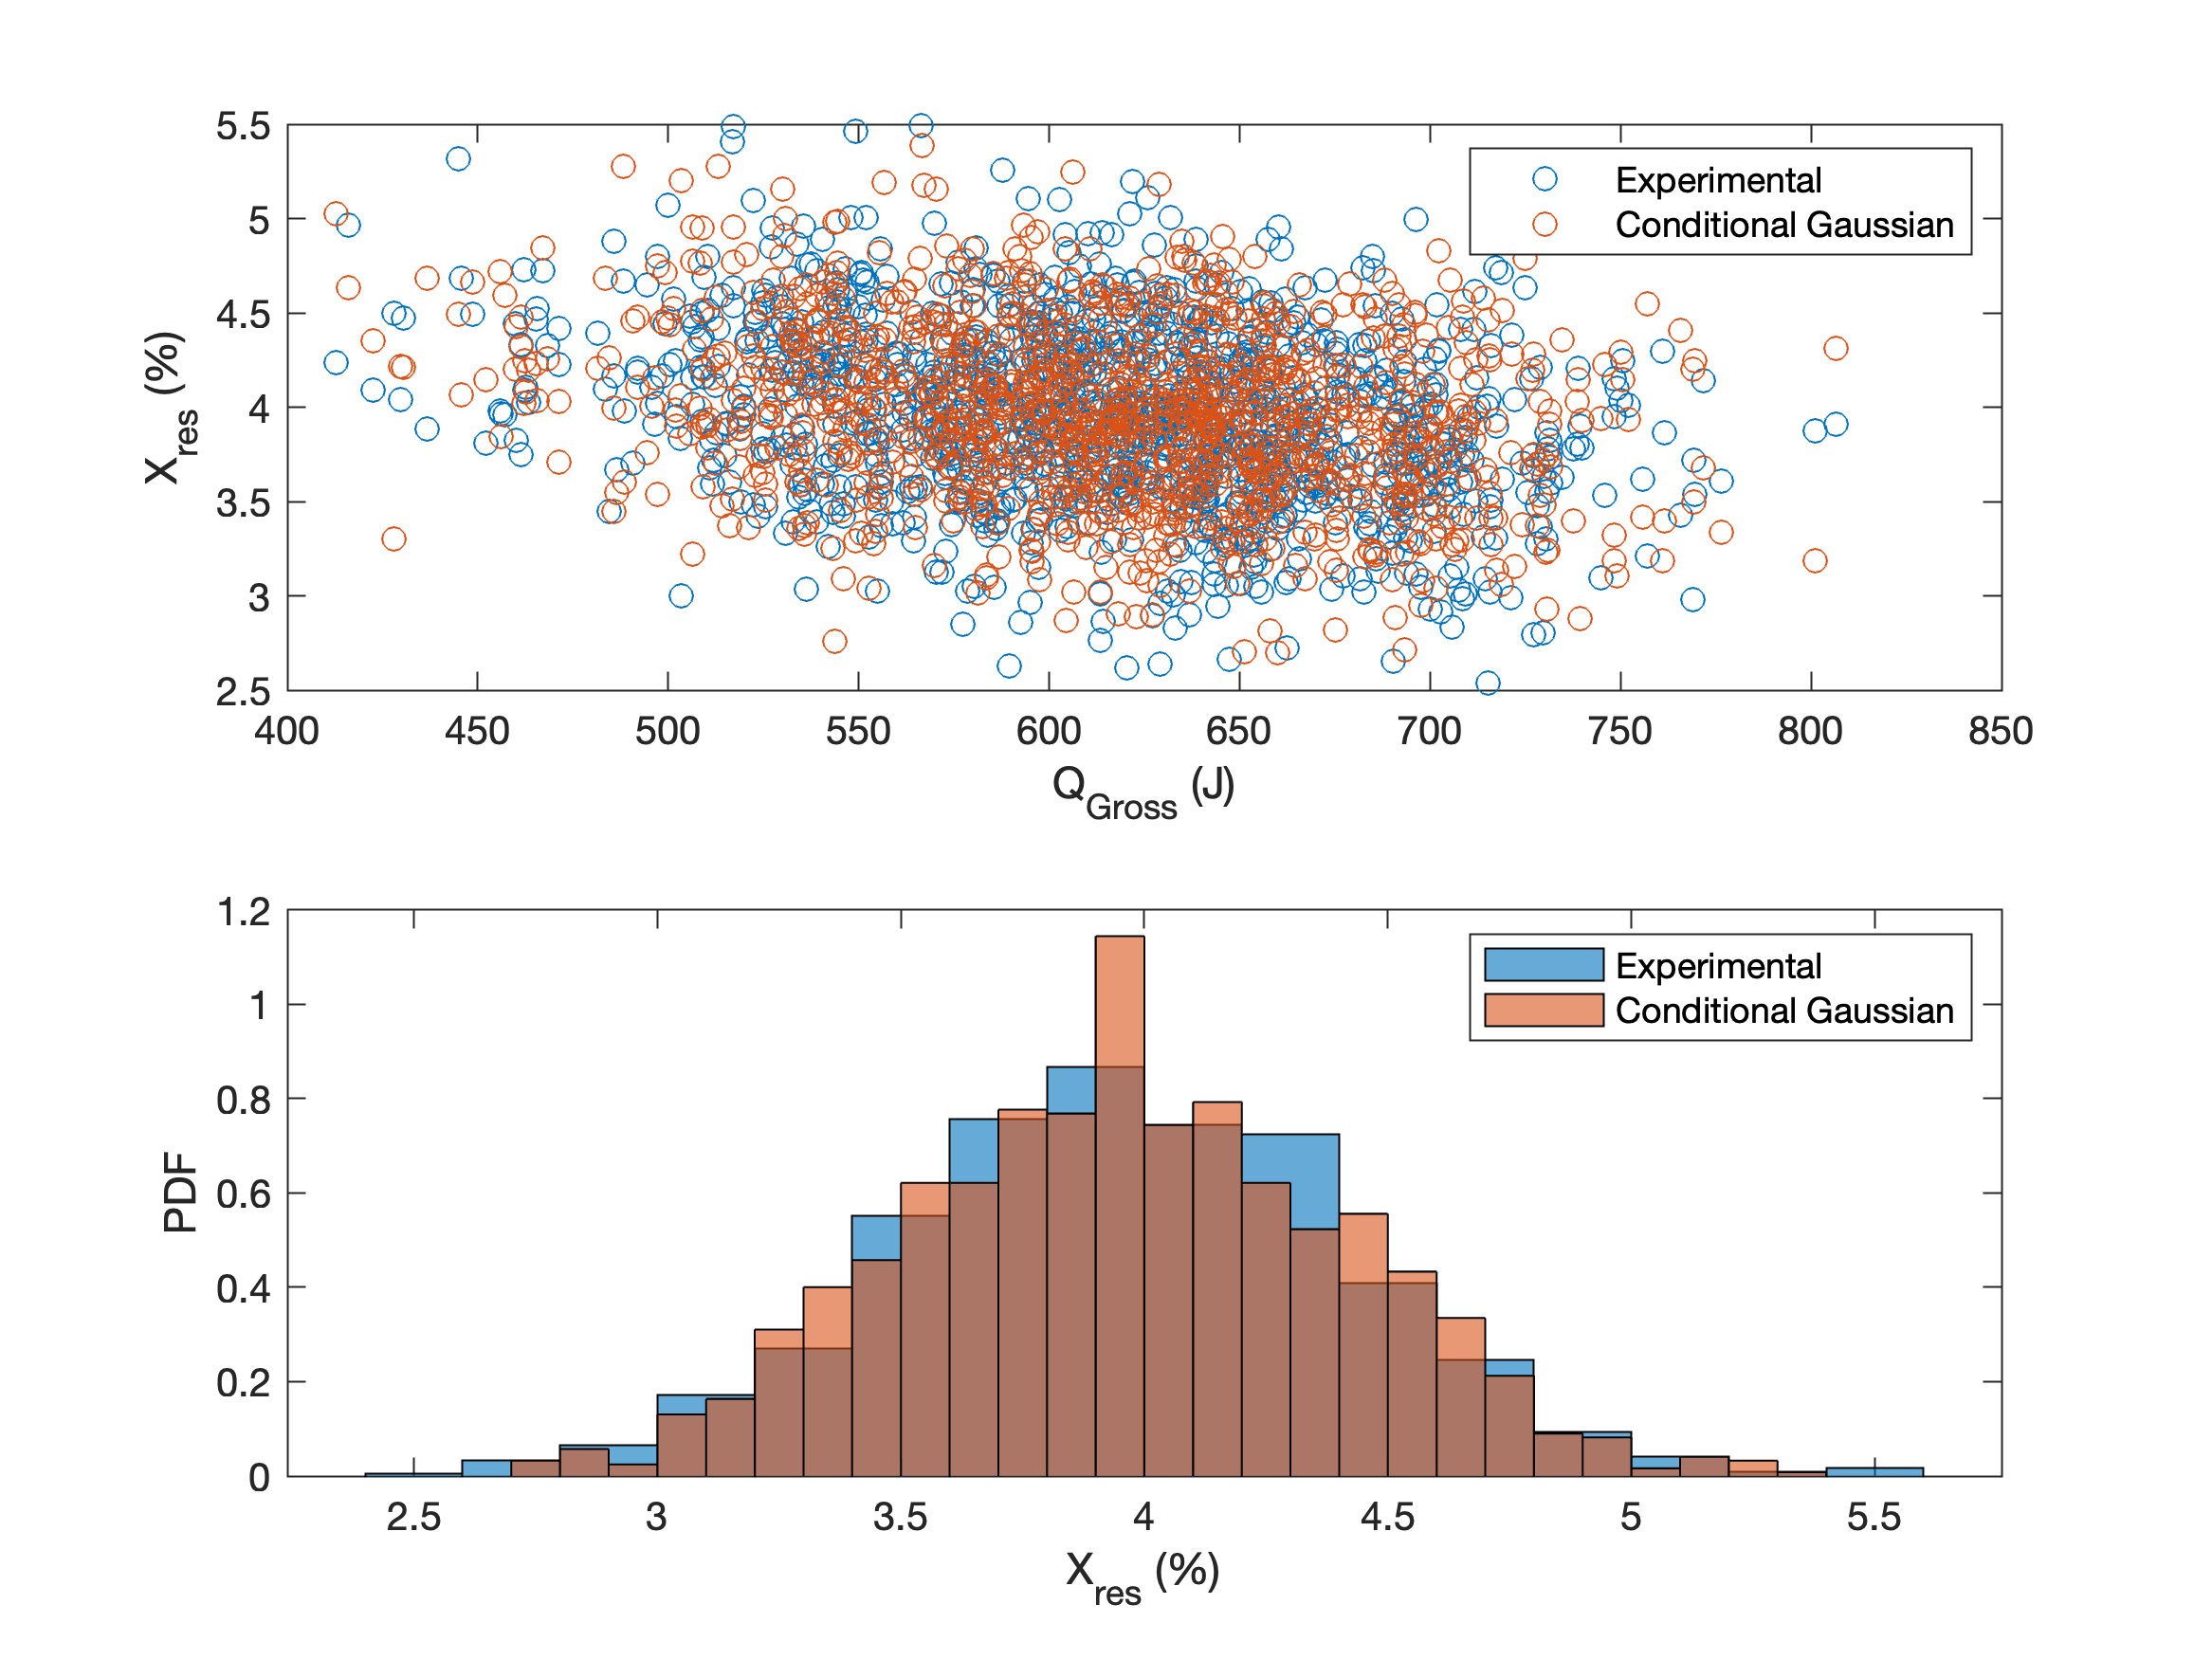 5.5
5
4.5
4
3.5
3
2.5
X_res (%)
Experimental
Conditional Gaussian
400 450 500 550 600 650 700 750 800 850
Q_Gross (J)
1.2
1
0.8
0.6
0.4
0.2
0
PDF
Experimental
Conditional Gaussian
2.5 3 3.5 4 4.5 5 5.5
X_res (%)